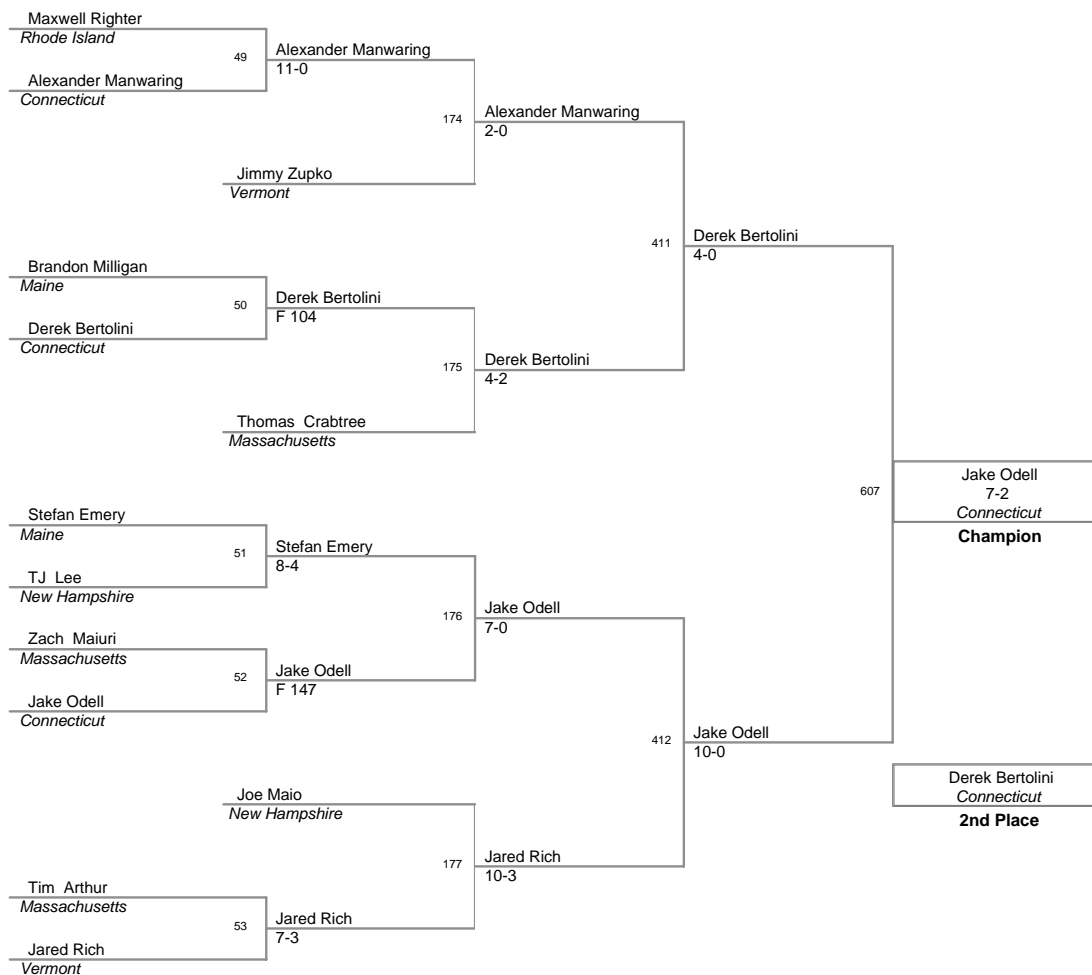 Maxwell Righter
Rhode Island
49
Alexander Manwaring
11-0
Alexander Manwaring
Connecticut
174
Alexander Manwaring
2-0
Jimmy Zupko
Vermont
411
Derek Bertolini
4-0
Brandon Milligan
Maine
50
Derek Bertolini
F 104
Derek Bertolini
Connecticut
175
Derek Bertolini
4-2
Thomas Crabtree
Massachusetts
607
Jake Odell
7-2
Connecticut
Champion
Stefan Emery
Maine
51
Stefan Emery
8-4
TJ Lee
New Hampshire
176
Jake Odell
7-0
Zach Maiuri
Massachusetts
52
Jake Odell
F 147
Jake Odell
Connecticut
412
Jake Odell
10-0
Derek Bertolini
Connecticut
2nd Place
Joe Maio
New Hampshire
177
Jared Rich
10-3
Tim Arthur
Massachusetts
53
Jared Rich
7-3
Jared Rich
Vermont